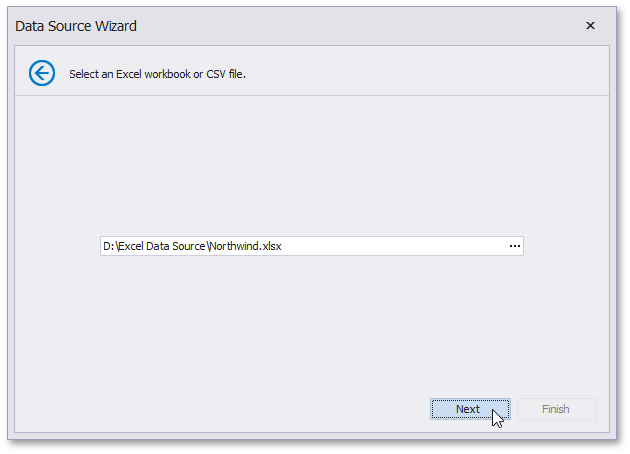 Data Source Wizard
Select an Excel workbook or CSV file.
D:\Excel Data Source\Northwind.xlsx
Next
Finish